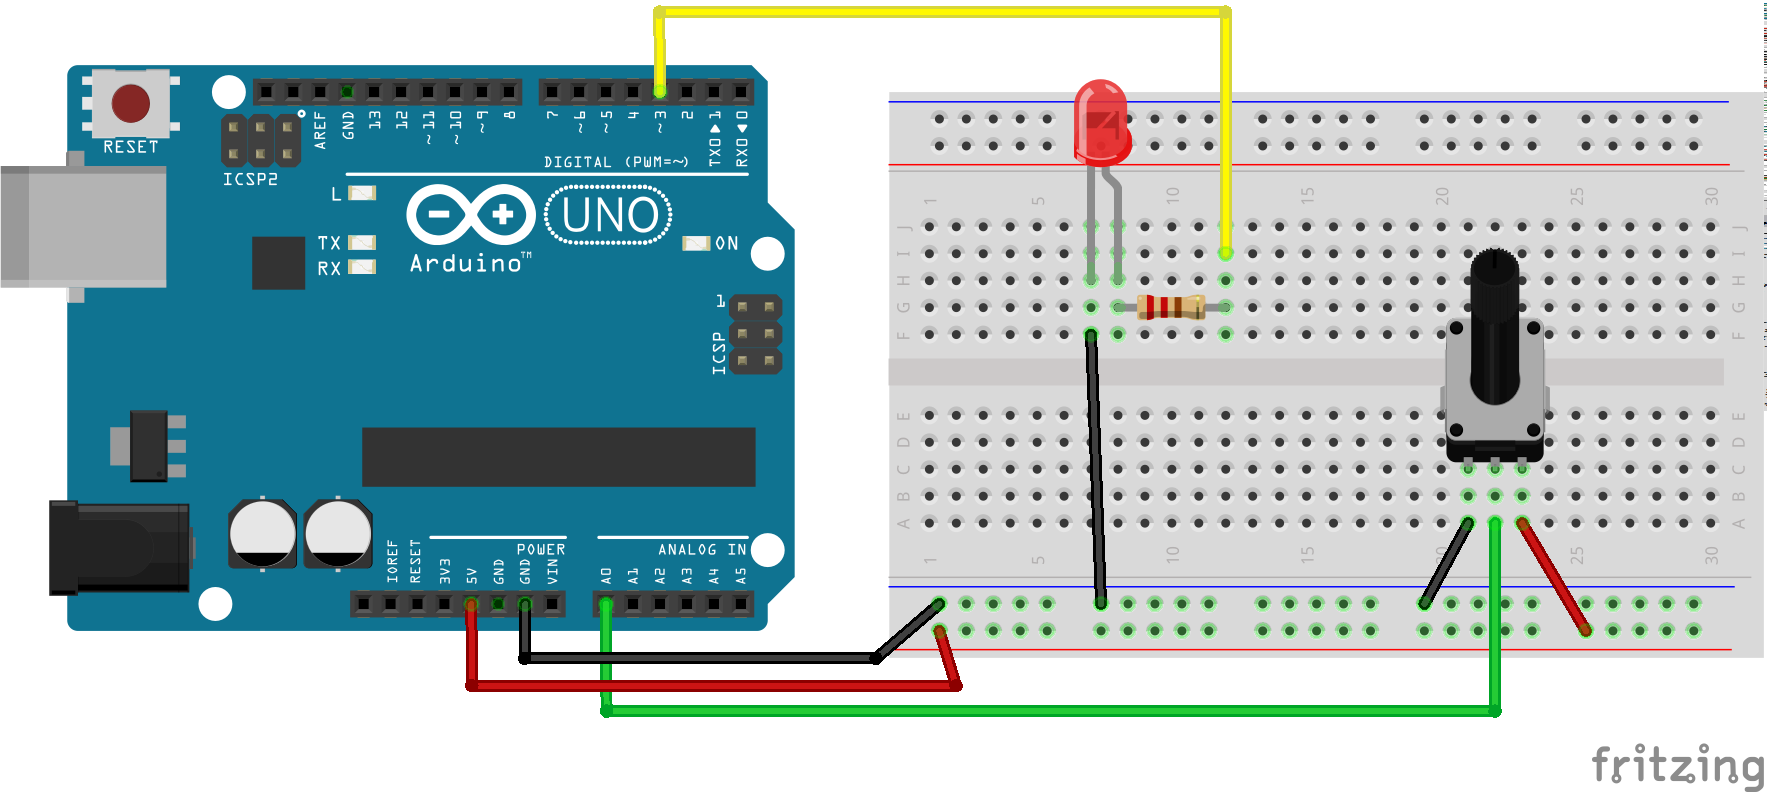 RESET
ICSP2
AREF
GND
13
12
~11
~10
~9
8
7
~6
~5
4
~3
2
TXO▶1
RXO◀0
DIGITAL (PWM=~)
L
TX
RX
UNO
Arduino™
ON
1
ICSP
POWER
ANALOG IN
IOREF
RESET
3V3
5V
GND
GND
VIN
A0
A1
A2
A3
A4
A5
1 5 10 15 20 25 30
J J
I I
H H
G G
F F
E E
D D
C C
B B
A A
1 5 10 15 20 25 30
fritzing